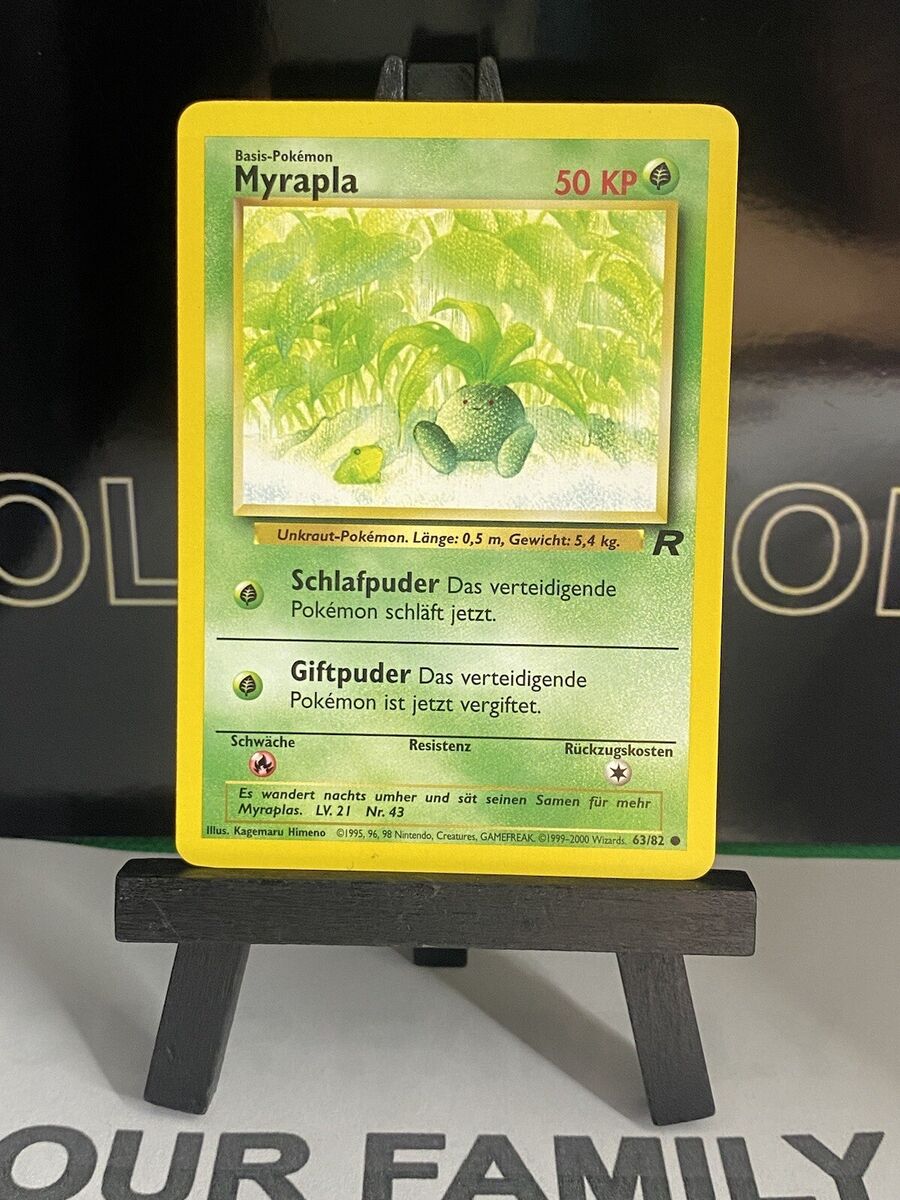 Basis-Pokémon
Myrapla
50 KP
Unkraut-Pokémon. Länge: 0,5 m, Gewicht: 5,4 kg.
R
Schlafpuder Das verteidigende
Pokémon schläft jetzt.
Giftpuder Das verteidigende
Pokémon ist jetzt vergiftet.
Schwäche Resistenz Rückzugskosten
Es wandert nachts umher und sät seinen Samen für mehr
Myraplas. LV. 21 Nr. 43
Illus. Kagemaru Himeno ©1995, 96, 98 Nintendo, Creatures, GAMEFREAK. ©1999-2000 Wizards. 63/82
OUR FAMILY